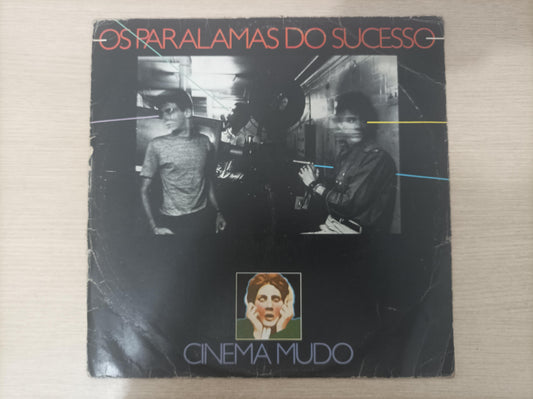 OS PARALAMAS DO SUCESSO
CINEMA MUDO